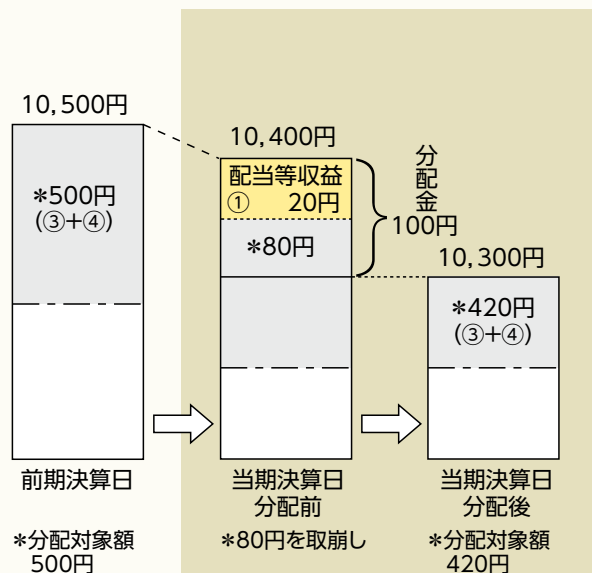 10,500円
*500円
(③+④)
前期決算日
*分配対象額
500円
10,400円
配当等収益
① 20円
*80円
分配金
100円
当期決算日
分配前
*80円を取崩し
10,300円
*420円
(③+④)
当期決算日
分配後
*分配対象額
420円